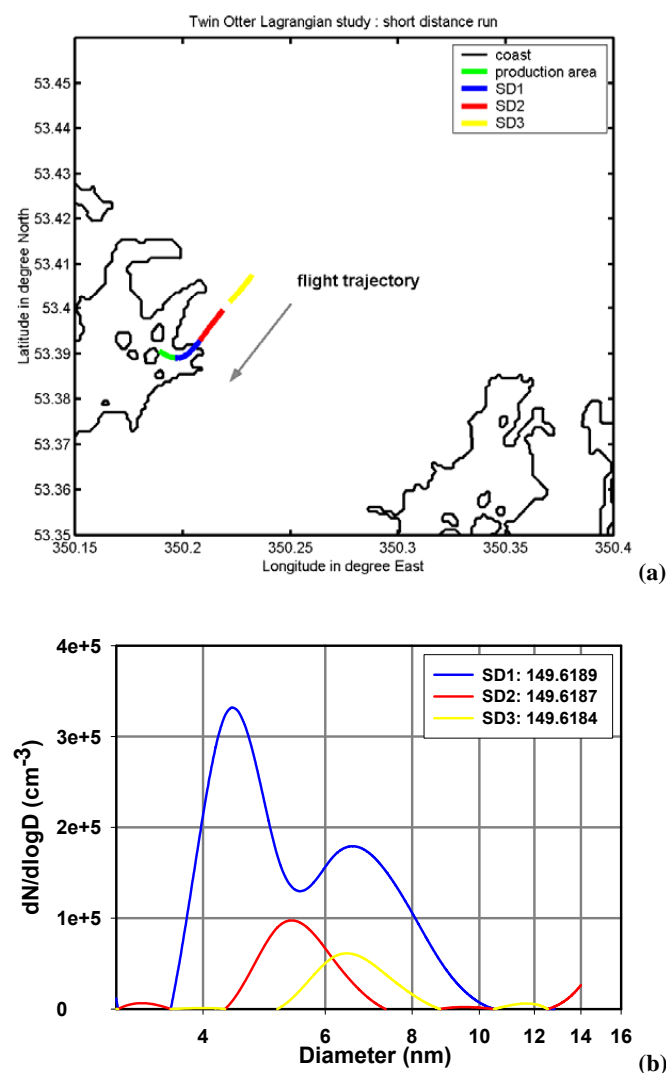 Twin Otter Lagrangian study : short distance run
coast
production area
SD1
SD2
SD3
53.45
53.44
53.43
53.42
53.41
53.4
53.39
53.38
53.37
53.36
53.35
Latitude in degree North
flight trajectory
350.15 350.2 350.25 350.3 350.35 350.4
Longitude in degree East
(a)
4e+5
3e+5
2e+5
1e+5
0
dN/dlogD (cm-3)
SD1: 149.6189
SD2: 149.6187
SD3: 149.6184
4 6 8 10 12 14 16
Diameter (nm)
(b)